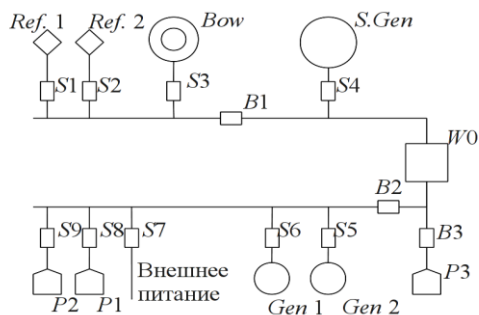 Ref. 1 Ref. 2 Bow S.Gen
S1 S2 S3 S4
B1
W0
B2
S9 S8 S7 S6 S5 B3
Внешнее
питание
P2 P1 Gen 1 Gen 2 P3